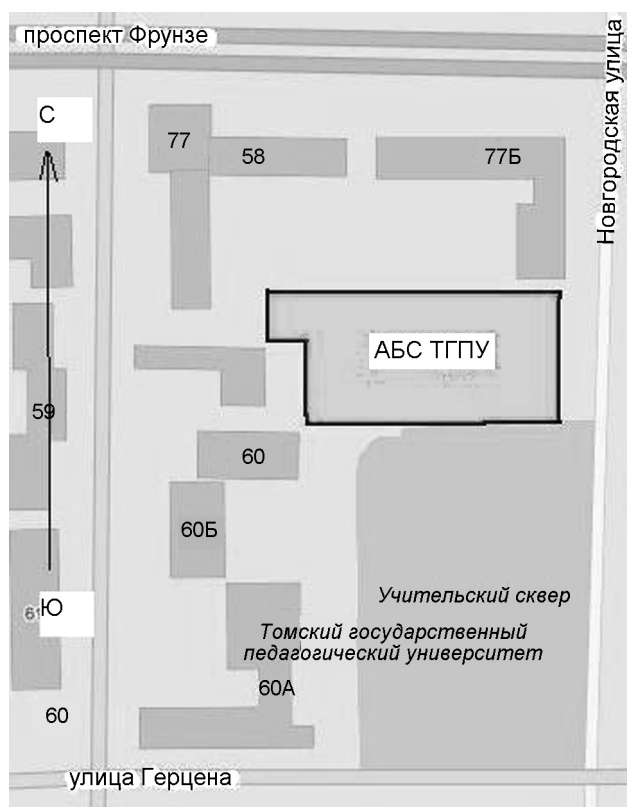 проспект Фрунзе
Новгородская улица
С
77
58
77Б
АБС ТГПУ
59
60
60Б
Учительский сквер
61
Ю
Томский государственный
педагогический университет
60А
60
улица Герцена